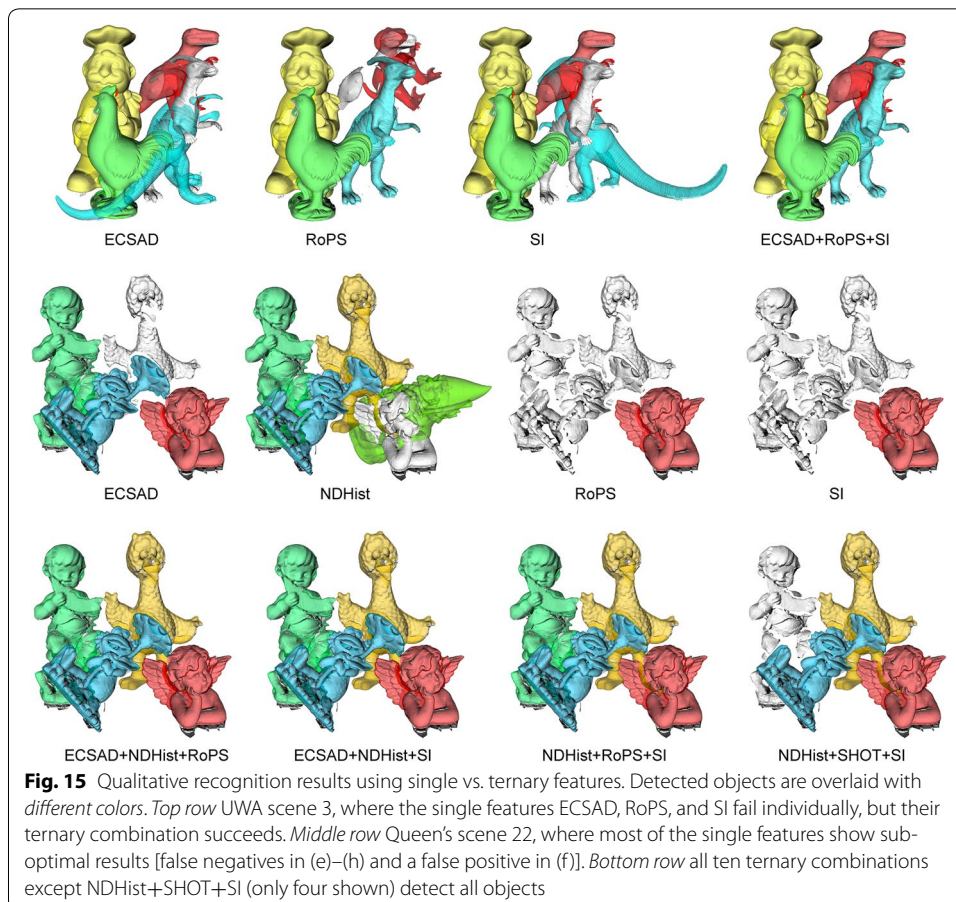 ECSAD RoPS SI ECSAD+RoPS+SI
ECSAD NDHist RoPS SI
ECSAD+NDHist+RoPS ECSAD+NDHist+SI NDHist+RoPS+SI NDHist+SHOT+SI
Fig. 15 Qualitative recognition results using single vs. ternary features. Detected objects are overlaid with
different colors. Top row UWA scene 3, where the single features ECSAD, RoPS, and SI fail individually, but their
ternary combination succeeds. Middle row Queen's scene 22, where most of the single features show sub-
optimal results [false negatives in (e)–(h) and a false positive in (f)]. Bottom row all ten ternary combinations
except NDHist+SHOT+SI (only four shown) detect all objects